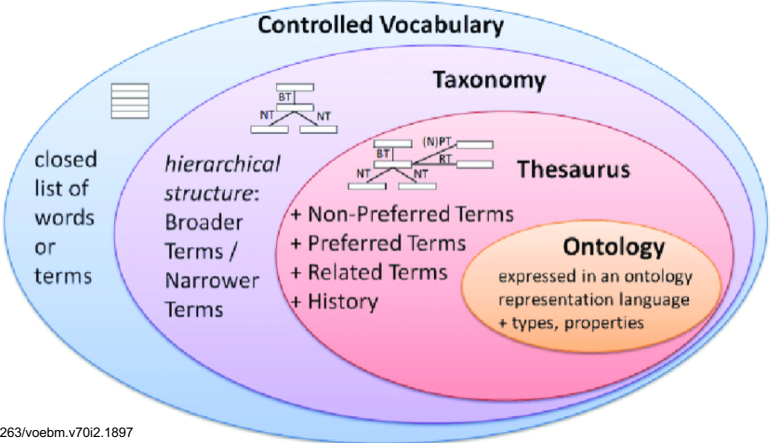 Controlled Vocabulary
Taxonomy
BT
NT NT
(N)PT
BT
RT
NT NT
Thesaurus
closed
list of
words
or
terms
hierarchical
structure:
Broader
Terms /
Narrower
Terms
+ Non-Preferred Terms
+ Preferred Terms
+ Related Terms
+ History
Ontology
expressed in an ontology
representation language
+ types, properties
263/voebm.v70i2.1897